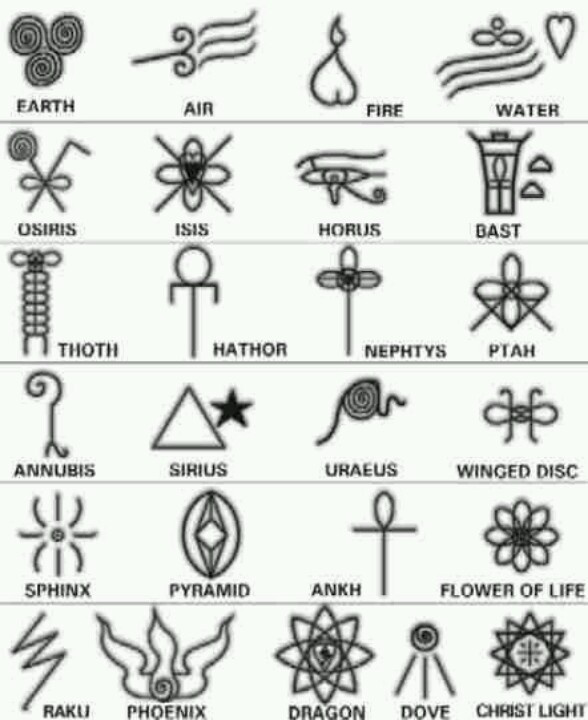 EARTH AIR FIRE WATER
OSIRIS ISIS HORUS BAST
THOTH HATHOR NEPHTYS PTAH
ANNUBIS SIRIUS URAEUS WINGED DISC
SPHINX PYRAMID ANKH FLOWER OF LIFE
RAKU PHOENIX DRAGON DOVE CHRIST LIGHT